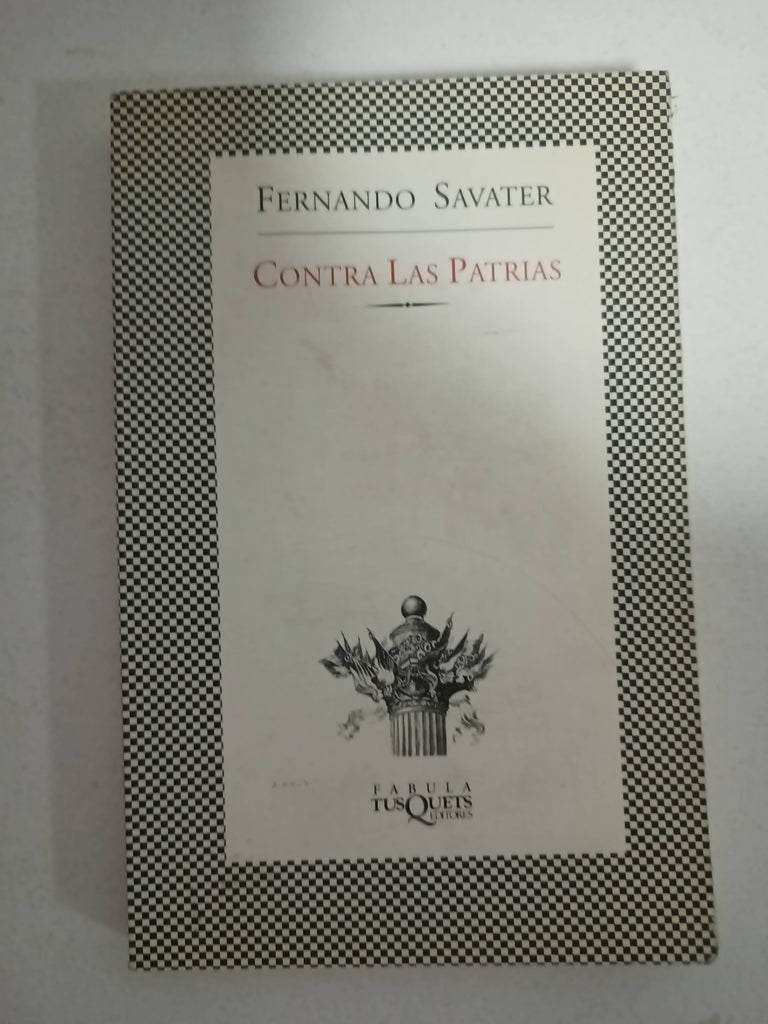 FERNANDO SAVATER
CONTRA LAS PATRIAS
FABULA
TUSQUETS
EDITORES